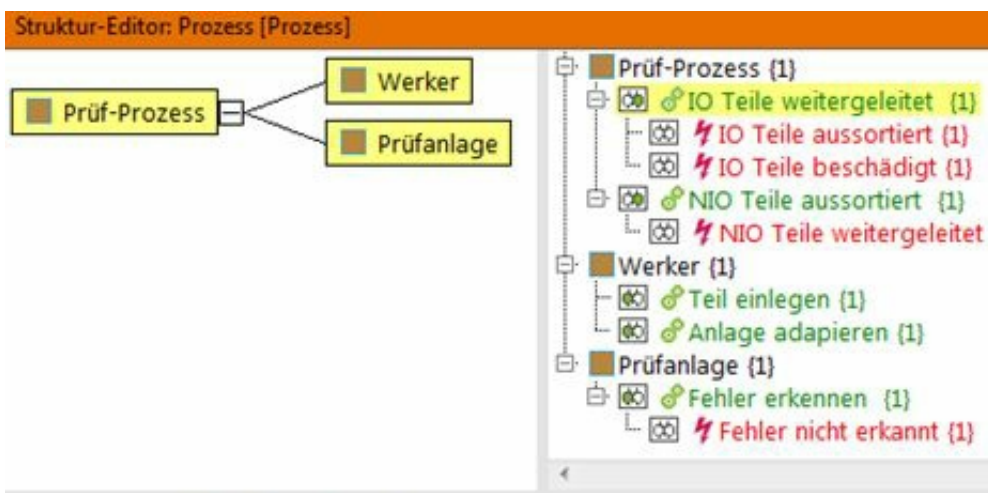 Struktur-Editor: Prozess [Prozess]
Prüf-Prozess
Werker
Prüfanlage
Prüf-Prozess {1}
IO Teile weitergeleitet {1}
IO Teile aussortiert {1}
IO Teile beschädigt {1}
NIO Teile aussortiert {1}
NIO Teile weitergeleitet
Werker {1}
Teil einlegen {1}
Anlage adapieren {1}
Prüfanlage {1}
Fehler erkennen {1}
Fehler nicht erkannt {1}